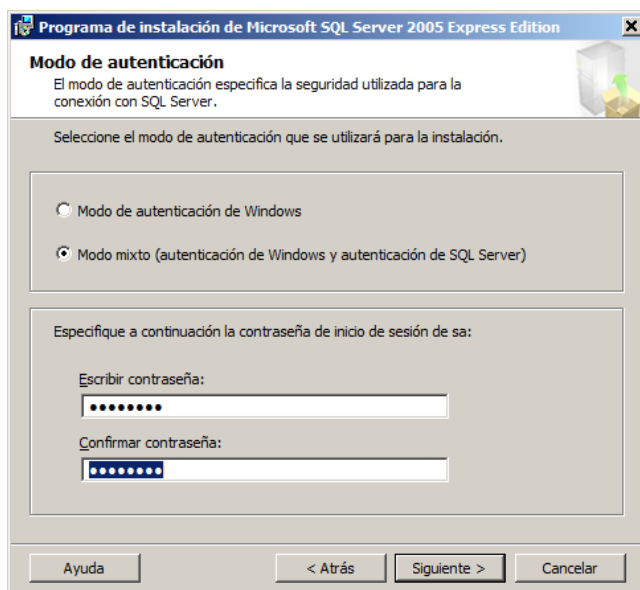 Programa de instalación de Microsoft SQL Server 2005 Express Edition
Modo de autenticación
El modo de autenticación especifica la seguridad utilizada para la
conexión con SQL Server.
Seleccione el modo de autenticación que se utilizará para la instalación.
Modo de autenticación de Windows
Modo mixto (autenticación de Windows y autenticación de SQL Server)
Especifique a continuación la contraseña de inicio de sesión de sa:
Escribir contraseña:
••••••••
Confirmar contraseña:
••••••••
Ayuda
< Atrás
Siguiente >
Cancelar